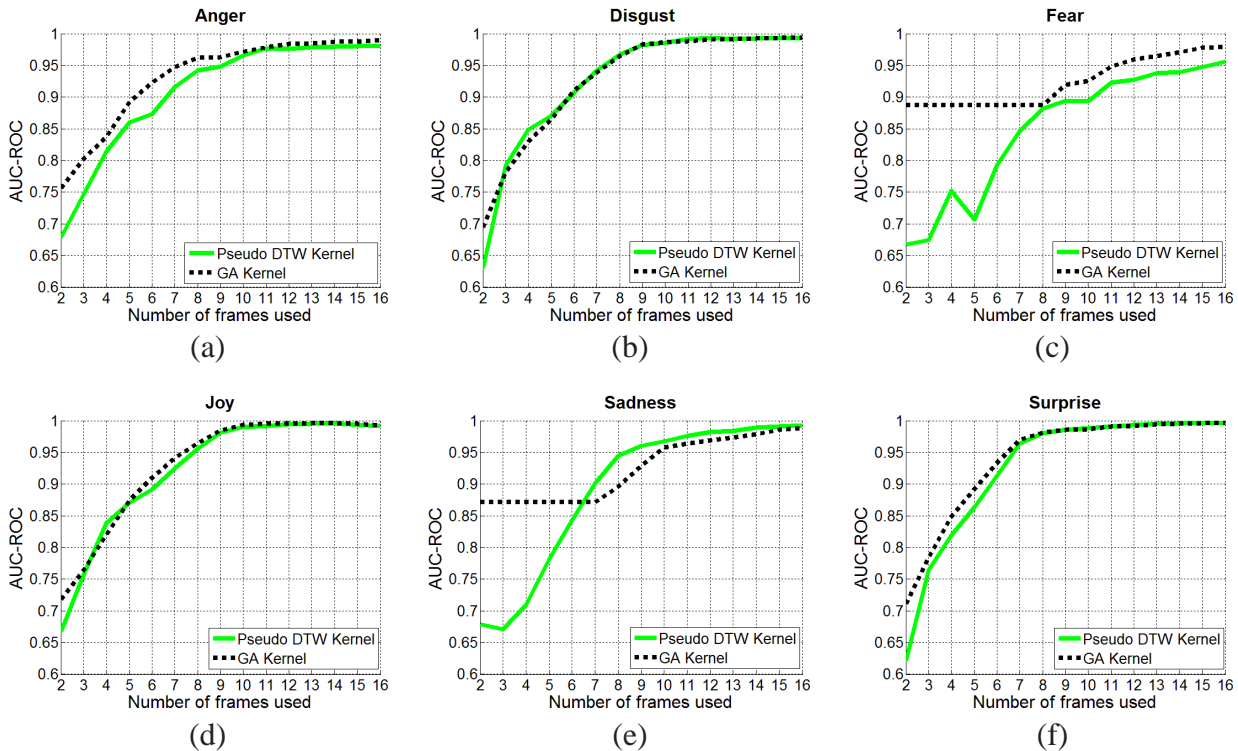 Anger
AUC-ROC
1
0.95
0.9
0.85
0.8
0.75
0.7
0.65
0.6
Pseudo DTW Kernel
GA Kernel
2 3 4 5 6 7 8 9 10 11 12 13 14 15 16
Number of frames used
(a)
Disgust
AUC-ROC
1
0.95
0.9
0.85
0.8
0.75
0.7
0.65
0.6
Pseudo DTW Kernel
GA Kernel
2 3 4 5 6 7 8 9 10 11 12 13 14 15 16
Number of frames used
(b)
Fear
AUC-ROC
1
0.95
0.9
0.85
0.8
0.75
0.7
0.65
0.6
Pseudo DTW Kernel
GA Kernel
2 3 4 5 6 7 8 9 10 11 12 13 14 15 16
Number of frames used
(c)
Joy
AUC-ROC
1
0.95
0.9
0.85
0.8
0.75
0.7
0.65
0.6
Pseudo DTW Kernel
GA Kernel
2 3 4 5 6 7 8 9 10 11 12 13 14 15 16
Number of frames used
(d)
Sadness
AUC-ROC
1
0.95
0.9
0.85
0.8
0.75
0.7
0.65
0.6
Pseudo DTW Kernel
GA Kernel
2 3 4 5 6 7 8 9 10 11 12 13 14 15 16
Number of frames used
(e)
Surprise
AUC-ROC
1
0.95
0.9
0.85
0.8
0.75
0.7
0.65
0.6
Pseudo DTW Kernel
GA Kernel
2 3 4 5 6 7 8 9 10 11 12 13 14 15 16
Number of frames used
(f)